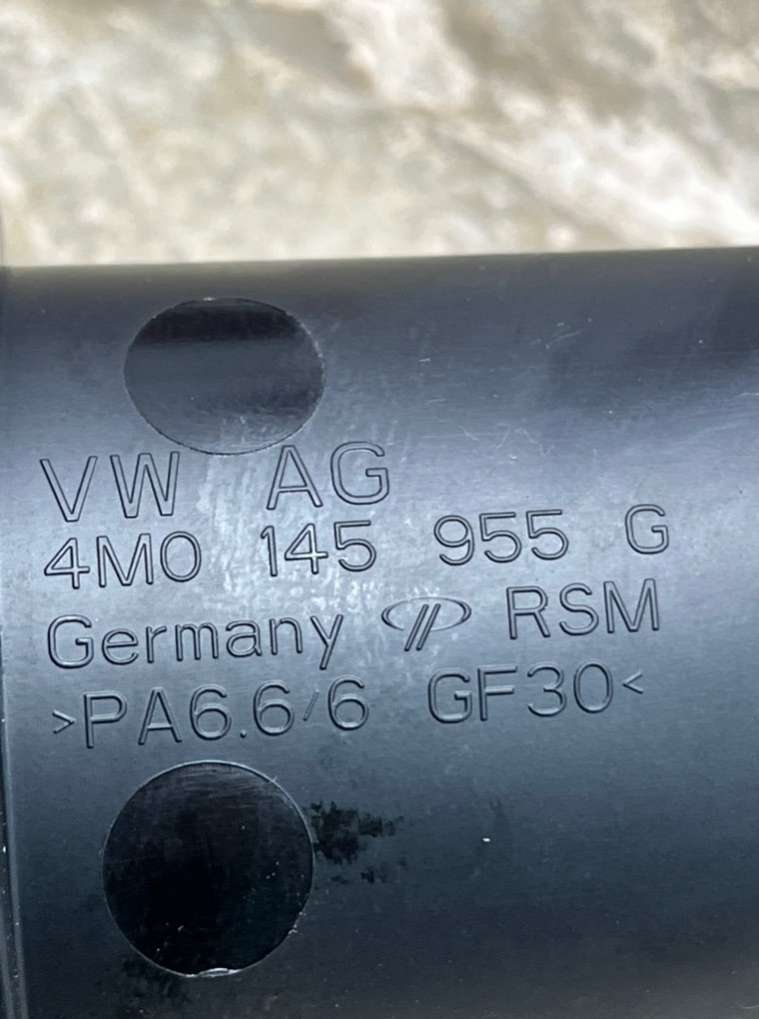 VW AG
4M0 145 955 G
Germany RSM
>PA6.6/6 GF30<